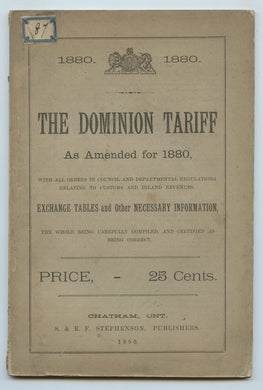 87
1880. 1880.
THE DOMINION TARIFF
As Amended for 1880,
WITH ALL ORDERS IN COUNCIL AND DEPARTMENTAL REGULATIONS
RELATING TO CUSTOMS AND INLAND REVENUES.
EXCHANGE TABLES and Other NECESSARY INFORMATION,
THE WHOLE BEING CAREFULLY COMPILED, AND CERTIFIED AS
BEING CORRECT.
PRICE, - 25 Cents.
CHATHAM, ONT.
S. & R. F. STEPHENSON, PUBLISHERS.
1880.